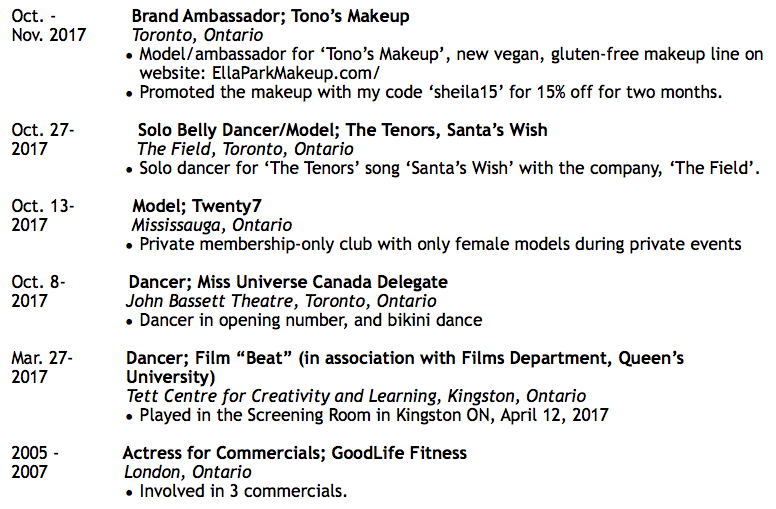 Oct. - Brand Ambassador; Tono’s Makeup
Nov. 2017 Toronto, Ontario
• Model/ambassador for ‘Tono’s Makeup’, new vegan, gluten-free makeup line on
website: EllaParkMakeup.com/
• Promoted the makeup with my code ‘sheila15’ for 15% off for two months.
Oct. 27- Solo Belly Dancer/Model; The Tenors, Santa’s Wish
2017 The Field, Toronto, Ontario
• Solo dancer for ‘The Tenors’ song ‘Santa’s Wish’ with the company, ‘The Field’.
Oct. 13- Model; Twenty7
2017 Mississauga, Ontario
• Private membership-only club with only female models during private events
Oct. 8- Dancer; Miss Universe Canada Delegate
2017 John Bassett Theatre, Toronto, Ontario
• Dancer in opening number, and bikini dance
Mar. 27- Dancer; Film “Beat” (in association with Films Department, Queen’s
2017 University)
Tett Centre for Creativity and Learning, Kingston, Ontario
• Played in the Screening Room in Kingston ON, April 12, 2017
2005 - Actress for Commercials; GoodLife Fitness
2007 London, Ontario
• Involved in 3 commercials.